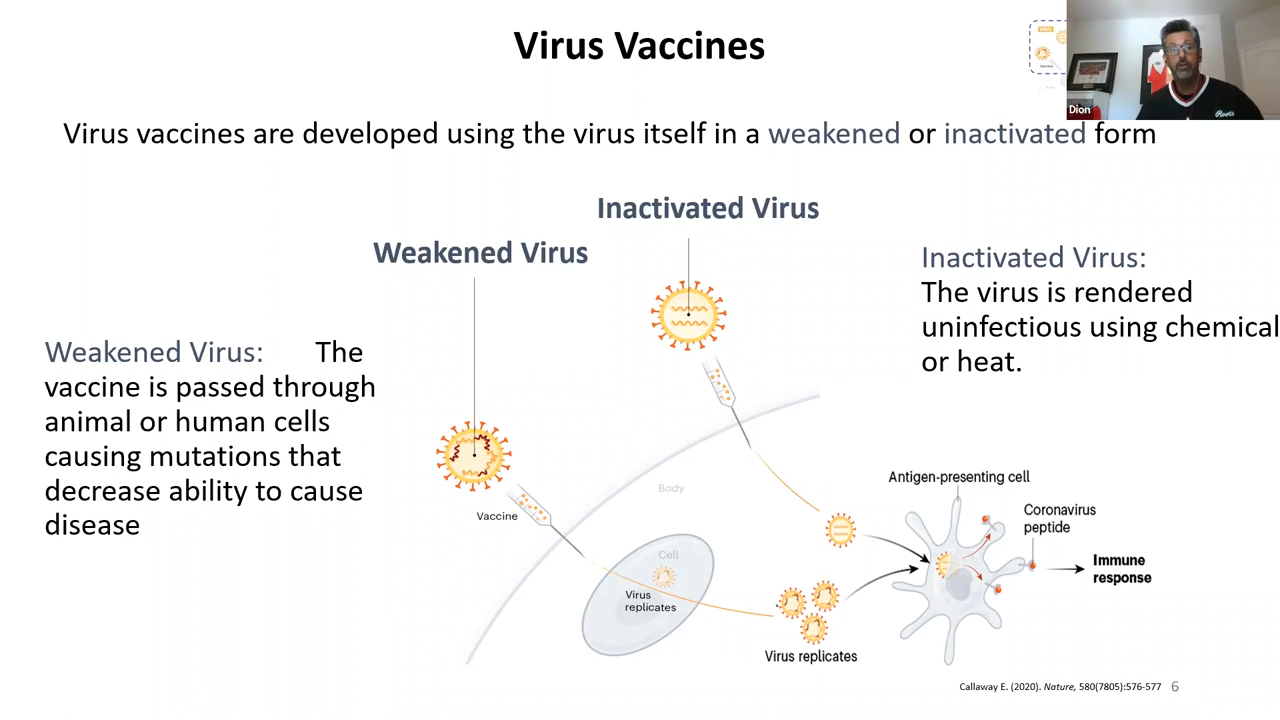 Virus Vaccines
Dion
Roots
Virus vaccines are developed using the virus itself in a weakened or inactivated form
Inactivated Virus
Weakened Virus
Inactivated Virus:
The virus is rendered
uninfectious using chemical
or heat.
Weakened Virus: The
vaccine is passed through
animal or human cells
causing mutations that
decrease ability to cause
disease
Body
Vaccine
Cell
Virus
replicates
Virus replicates
Antigen-presenting cell
Coronavirus
peptide
Immune
response
Callaway E. (2020). Nature, 580(7805):576-577
6